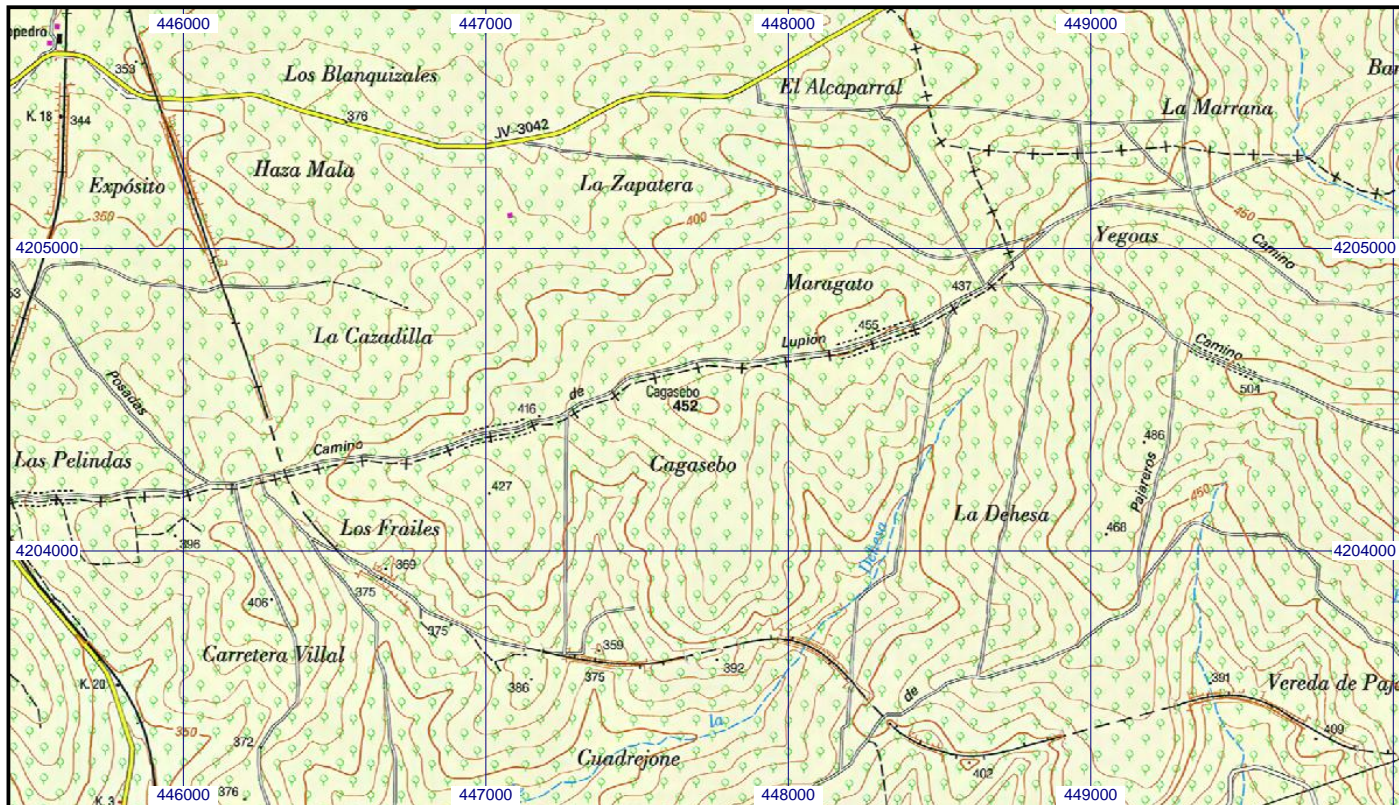 446000 447000 448000 449000
opedro
353
Los Blanquizales
El Alcaparral
Bar
K. 18 344
376
JV-3042
La Marrana
Haza Mala
Expósito
La Zapatera
350
400
450
4205000
Yegoas
Camino
4205000
53
Maragato
437
La Cazadilla
455
Lupión
Camino
504
Posadas
de
Cagasebo
452
416
Camino
486
Las Pelindas
Cagasebo
427
Pajareros
450
La Dehesa
Los Frailes
468
396
Dehesa
4204000
4204000
369
375
406
375
359
Carretera Villal
392
375
386
K. 20
391
Vereda de Paja
de
la
350
372
409
Cuadrejone
402
376
K. 3
446000 447000 448000 449000